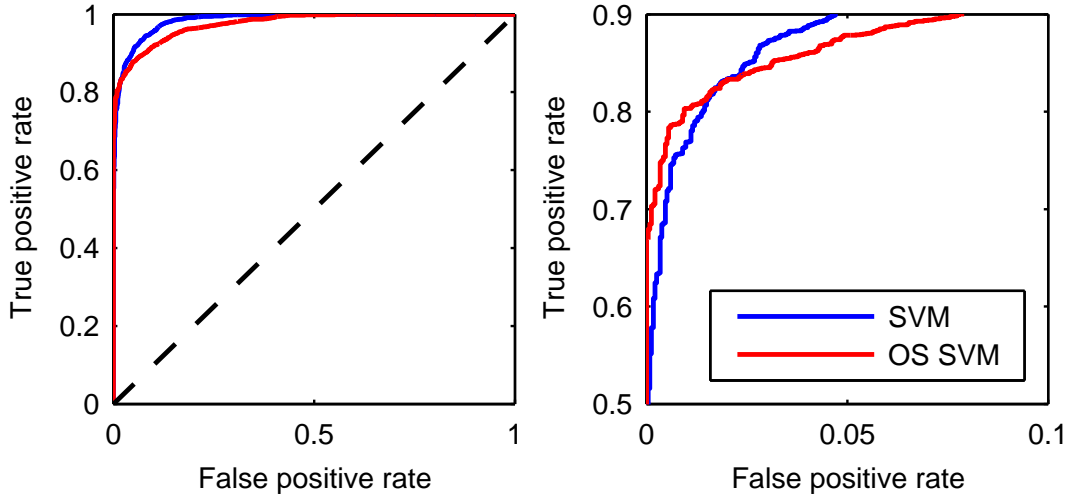 1
0.8
0.6
0.4
0.2
0
0
0.5
1
True positive rate
False positive rate
0.9
0.8
0.7
0.6
0.5
0
0.05
0.1
True positive rate
False positive rate
SVM
OS SVM